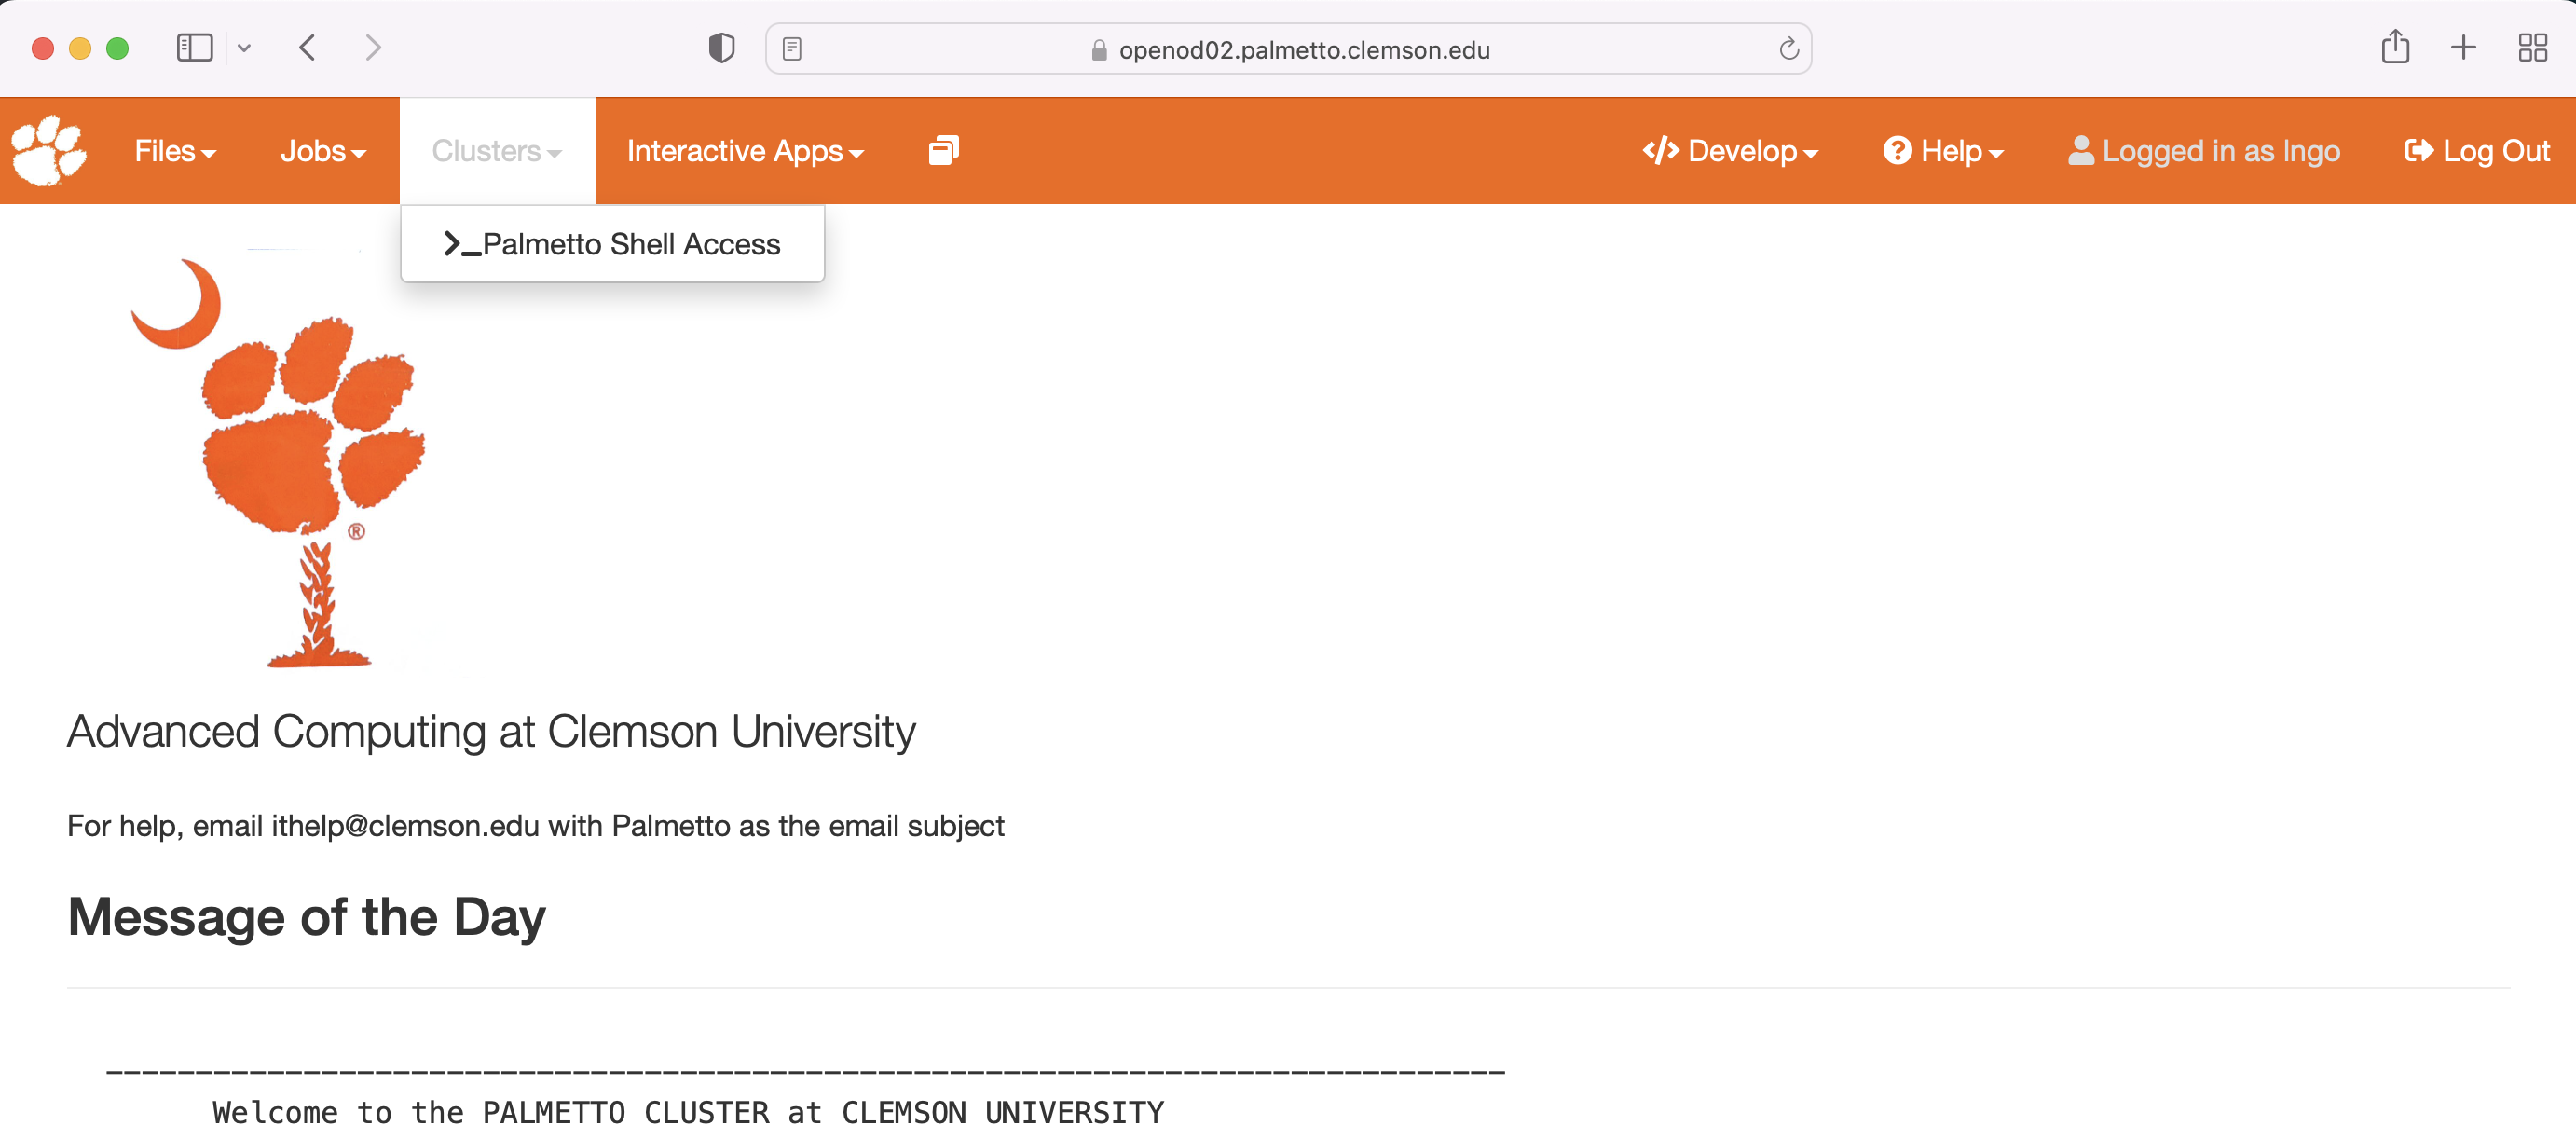 openod02.palmetto.clemson.edu
Files Jobs Clusters Interactive Apps </> Develop Help Logged in as Ingo Log Out
>_Palmetto Shell Access
®
Advanced Computing at Clemson University
For help, email ithelp@clemson.edu with Palmetto as the email subject
Message of the Day
------------------------------------------------------------------------------
Welcome to the PALMETTO CLUSTER at CLEMSON UNIVERSITY